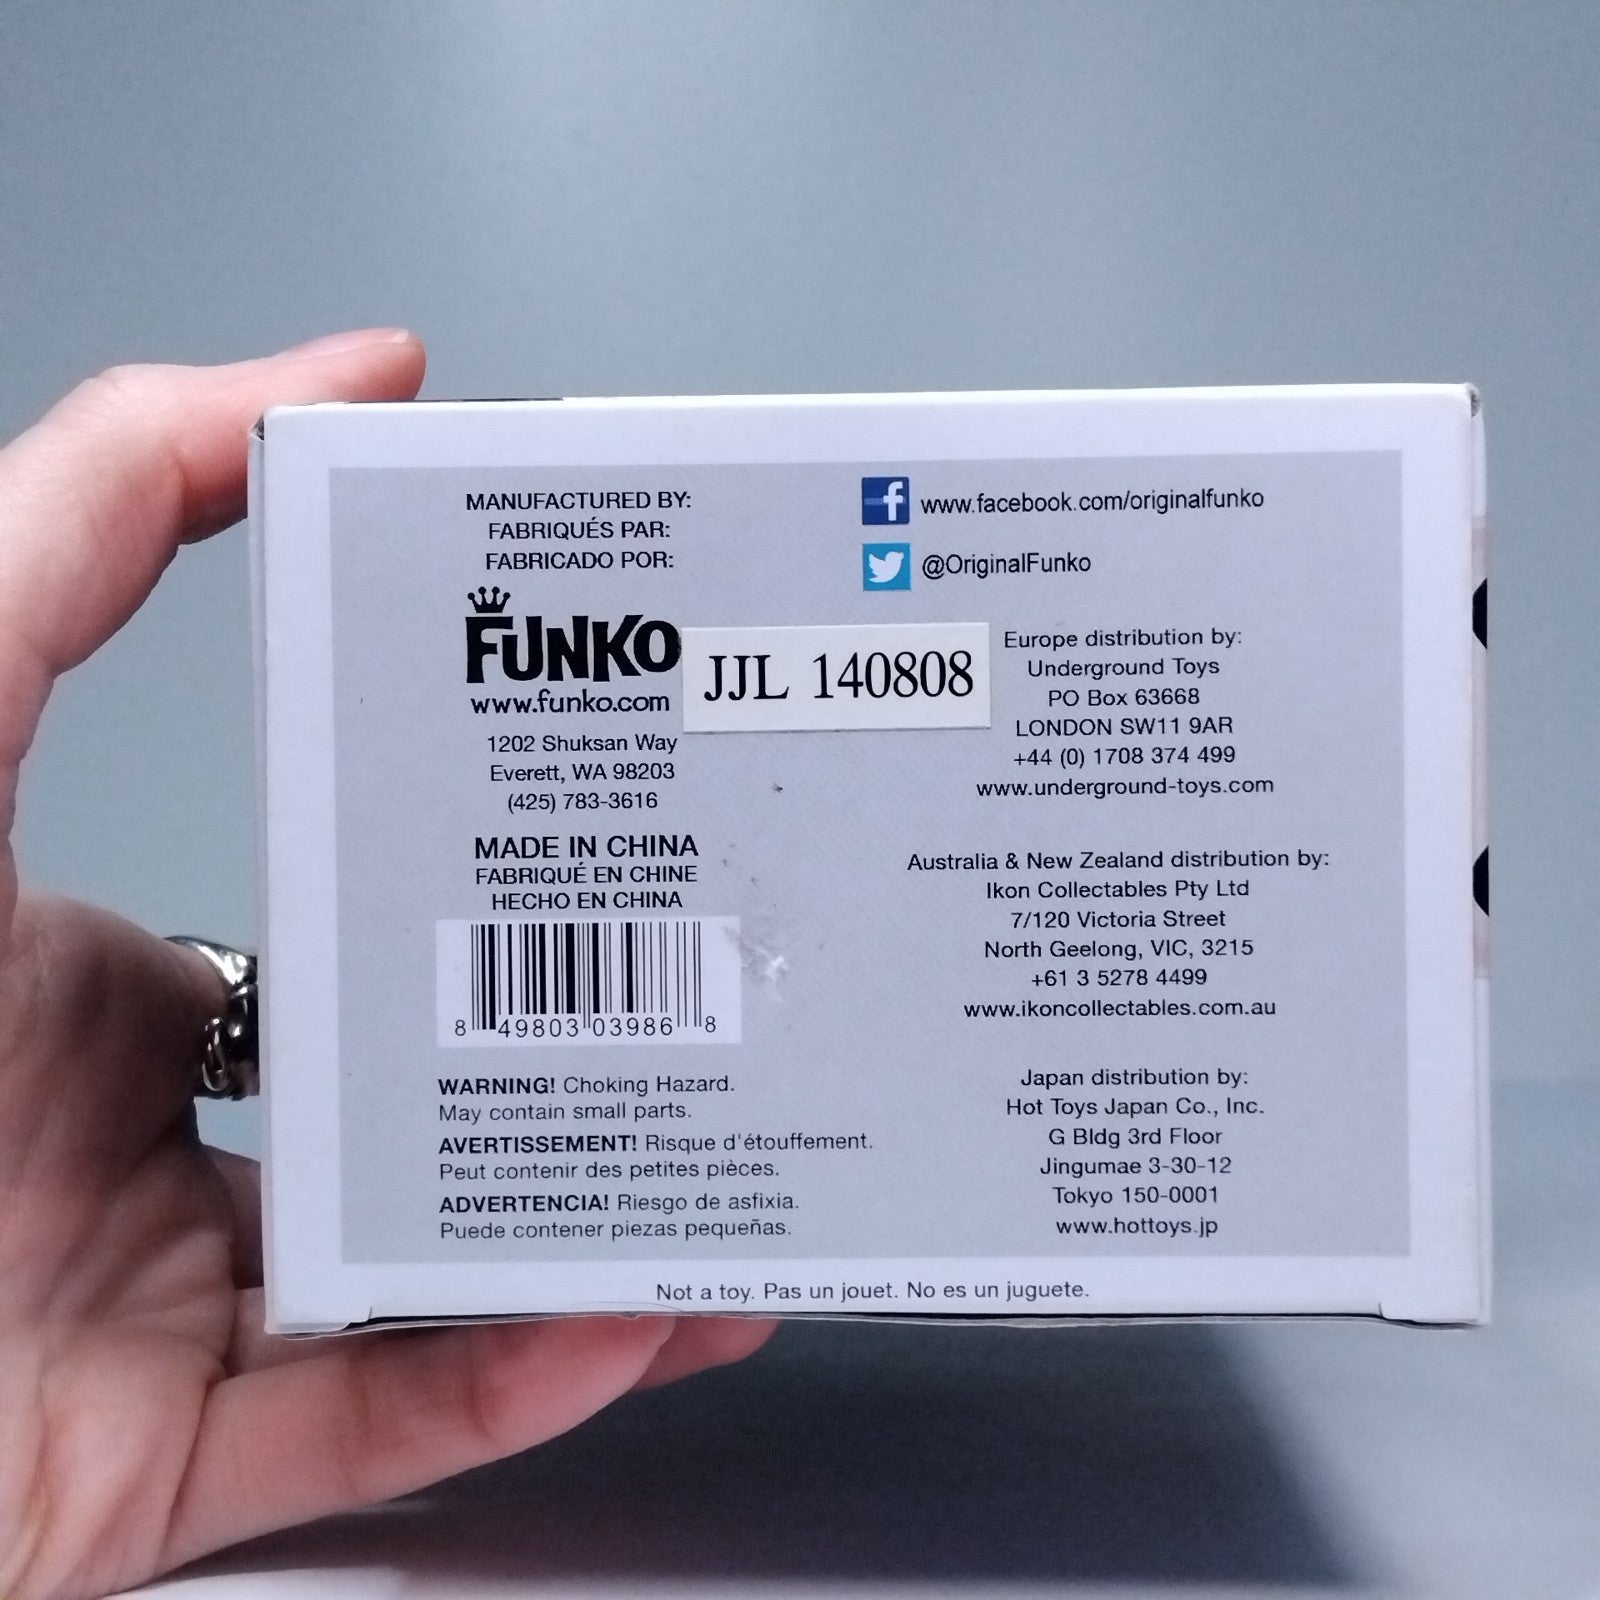 MANUFACTURED BY:
FABRIQUÉS PAR:
FABRICADO POR:
FUNKO
www.funko.com
1202 Shuksan Way
Everett, WA 98203
(425) 783-3616
MADE IN CHINA
FABRIQUÉ EN CHINE
HECHO EN CHINA
8 49803 03986 8
WARNING! Choking Hazard.
May contain small parts.
AVERTISSEMENT! Risque d'étouffement.
Peut contenir des petites pièces.
ADVERTENCIA! Riesgo de asfixia.
Puede contener piezas pequeñas.
JJL 140808
f www.facebook.com/originalfunko
@OriginalFunko
Europe distribution by:
Underground Toys
PO Box 63668
LONDON SW11 9AR
+44 (0) 1708 374 499
www.underground-toys.com
Australia & New Zealand distribution by:
Ikon Collectables Pty Ltd
7/120 Victoria Street
North Geelong, VIC, 3215
+61 3 5278 4499
www.ikoncollectables.com.au
Japan distribution by:
Hot Toys Japan Co., Inc.
G Bldg 3rd Floor
Jingumae 3-30-12
Tokyo 150-0001
www.hottoys.jp
Not a toy. Pas un jouet. No es un juguete.